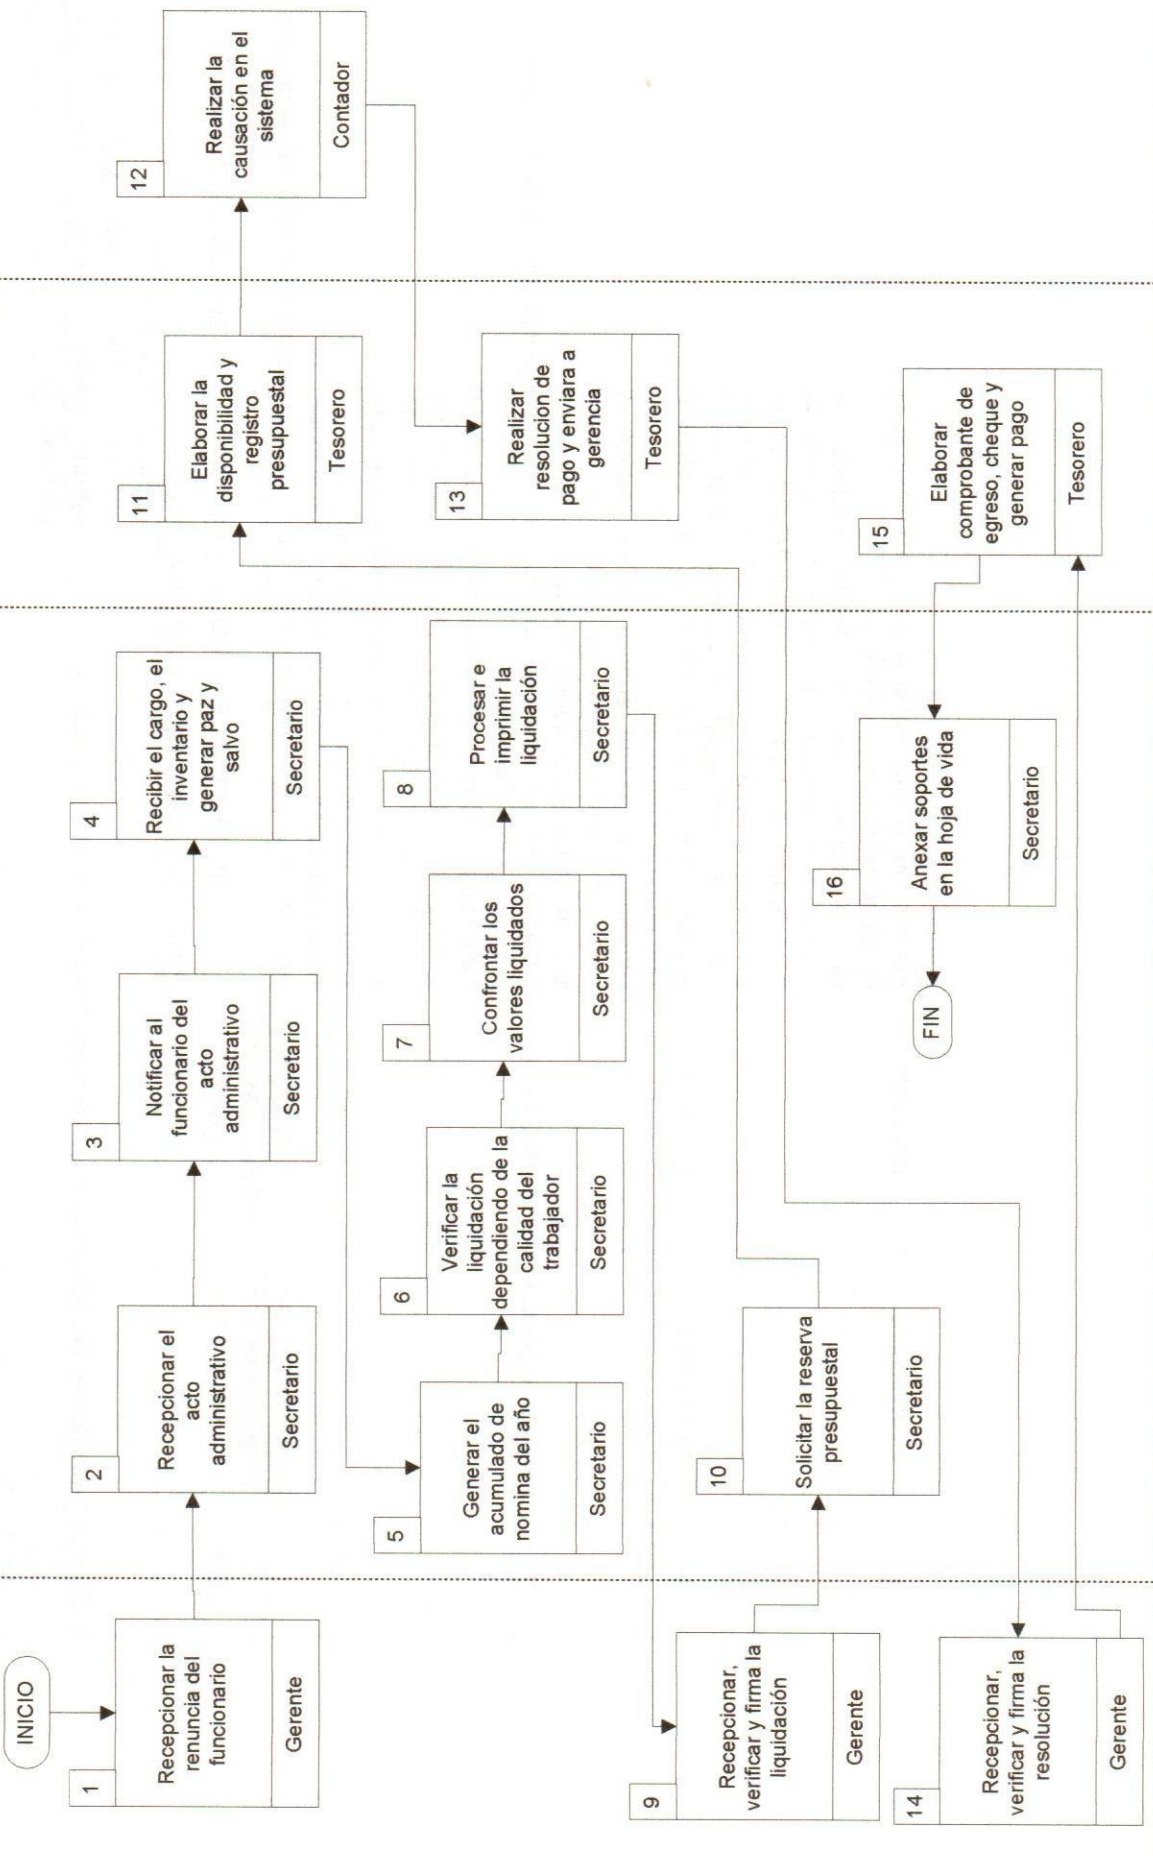 INICIO
1
Recepcionar la
renuncia del
funcionario
Gerente
2
Recepcionar el
acto
administrativo
Secretario
3
Notificar al
funcionario del
acto
administrativo
Secretario
4
Recibir el cargo, el
inventario y
generar paz y
salvo
Secretario
5
Generar el
acumulado de
nomina del año
Secretario
6
Verificar la
liquidación
dependiendo de la
calidad del
trabajador
Secretario
7
Confrontar los
valores liquidados
Secretario
8
Procesar e
imprimir la
liquidación
Secretario
9
Recepcionar,
verificar y firma la
liquidación
Gerente
10
Solicitar la reserva
presupuestal
Secretario
11
Elaborar la
disponibilidad y
registro
presupuestal
Tesorero
12
Realizar la
causación en el
sistema
Contador
13
Realizar
resolucion de
pago y enviara a
gerencia
Tesorero
14
Recepcionar,
verificar y firma la
resolución
Gerente
15
Elaborar
comprobante de
egreso, cheque y
generar pago
Tesorero
16
Anexar soportes
en la hoja de vida
Secretario
FIN